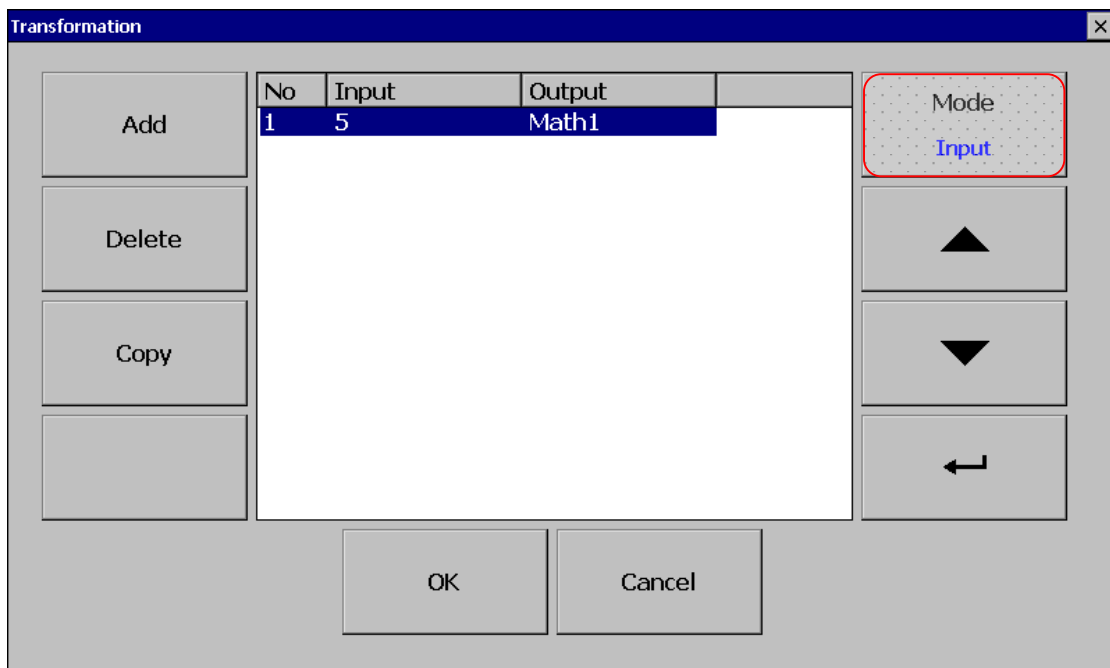 Transformation
Add
Delete
Copy
No Input Output
1 5 Math1
Mode
Input
OK
Cancel